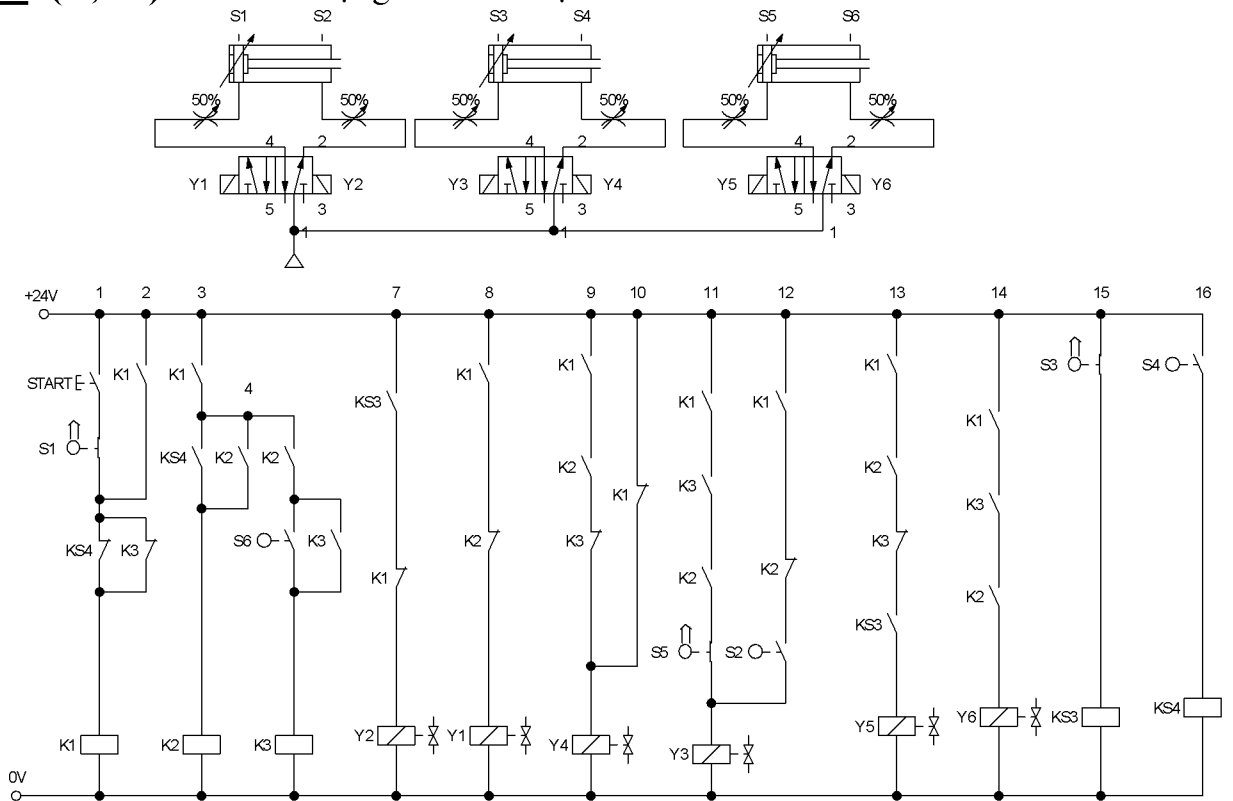 S1 S2 S3 S4 S5 S6
50% 50% 50% 50% 50% 50%
4 2 4 2 4 2
Y1 Y2 Y3 Y4 Y5 Y6
5 3 5 3 5 3
1 1 1
1 2 3 7 8 9 10 11 12 13 14 15 16
+24V
K1 K1 K1 K1 K1 S3 S4
START 4 KS3 K1 K1 K1
S1 KS4 K2 K2 K2 K2
K1 K3 K3
KS4 K3 S6 K3 K2 K3 K3
K1 K2 K2 K2
KS3
S5 S2
Y2 Y1 Y4 Y3 Y5 Y6 KS3 KS4
K1 K2 K3
0V